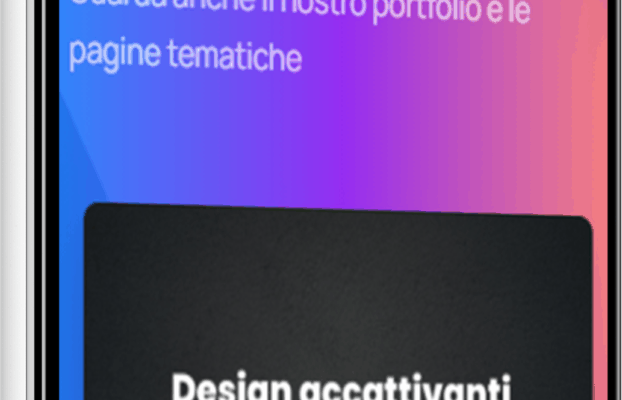 Guarda anche il nostro portfolio e le
pagine tematiche
Design accattivanti